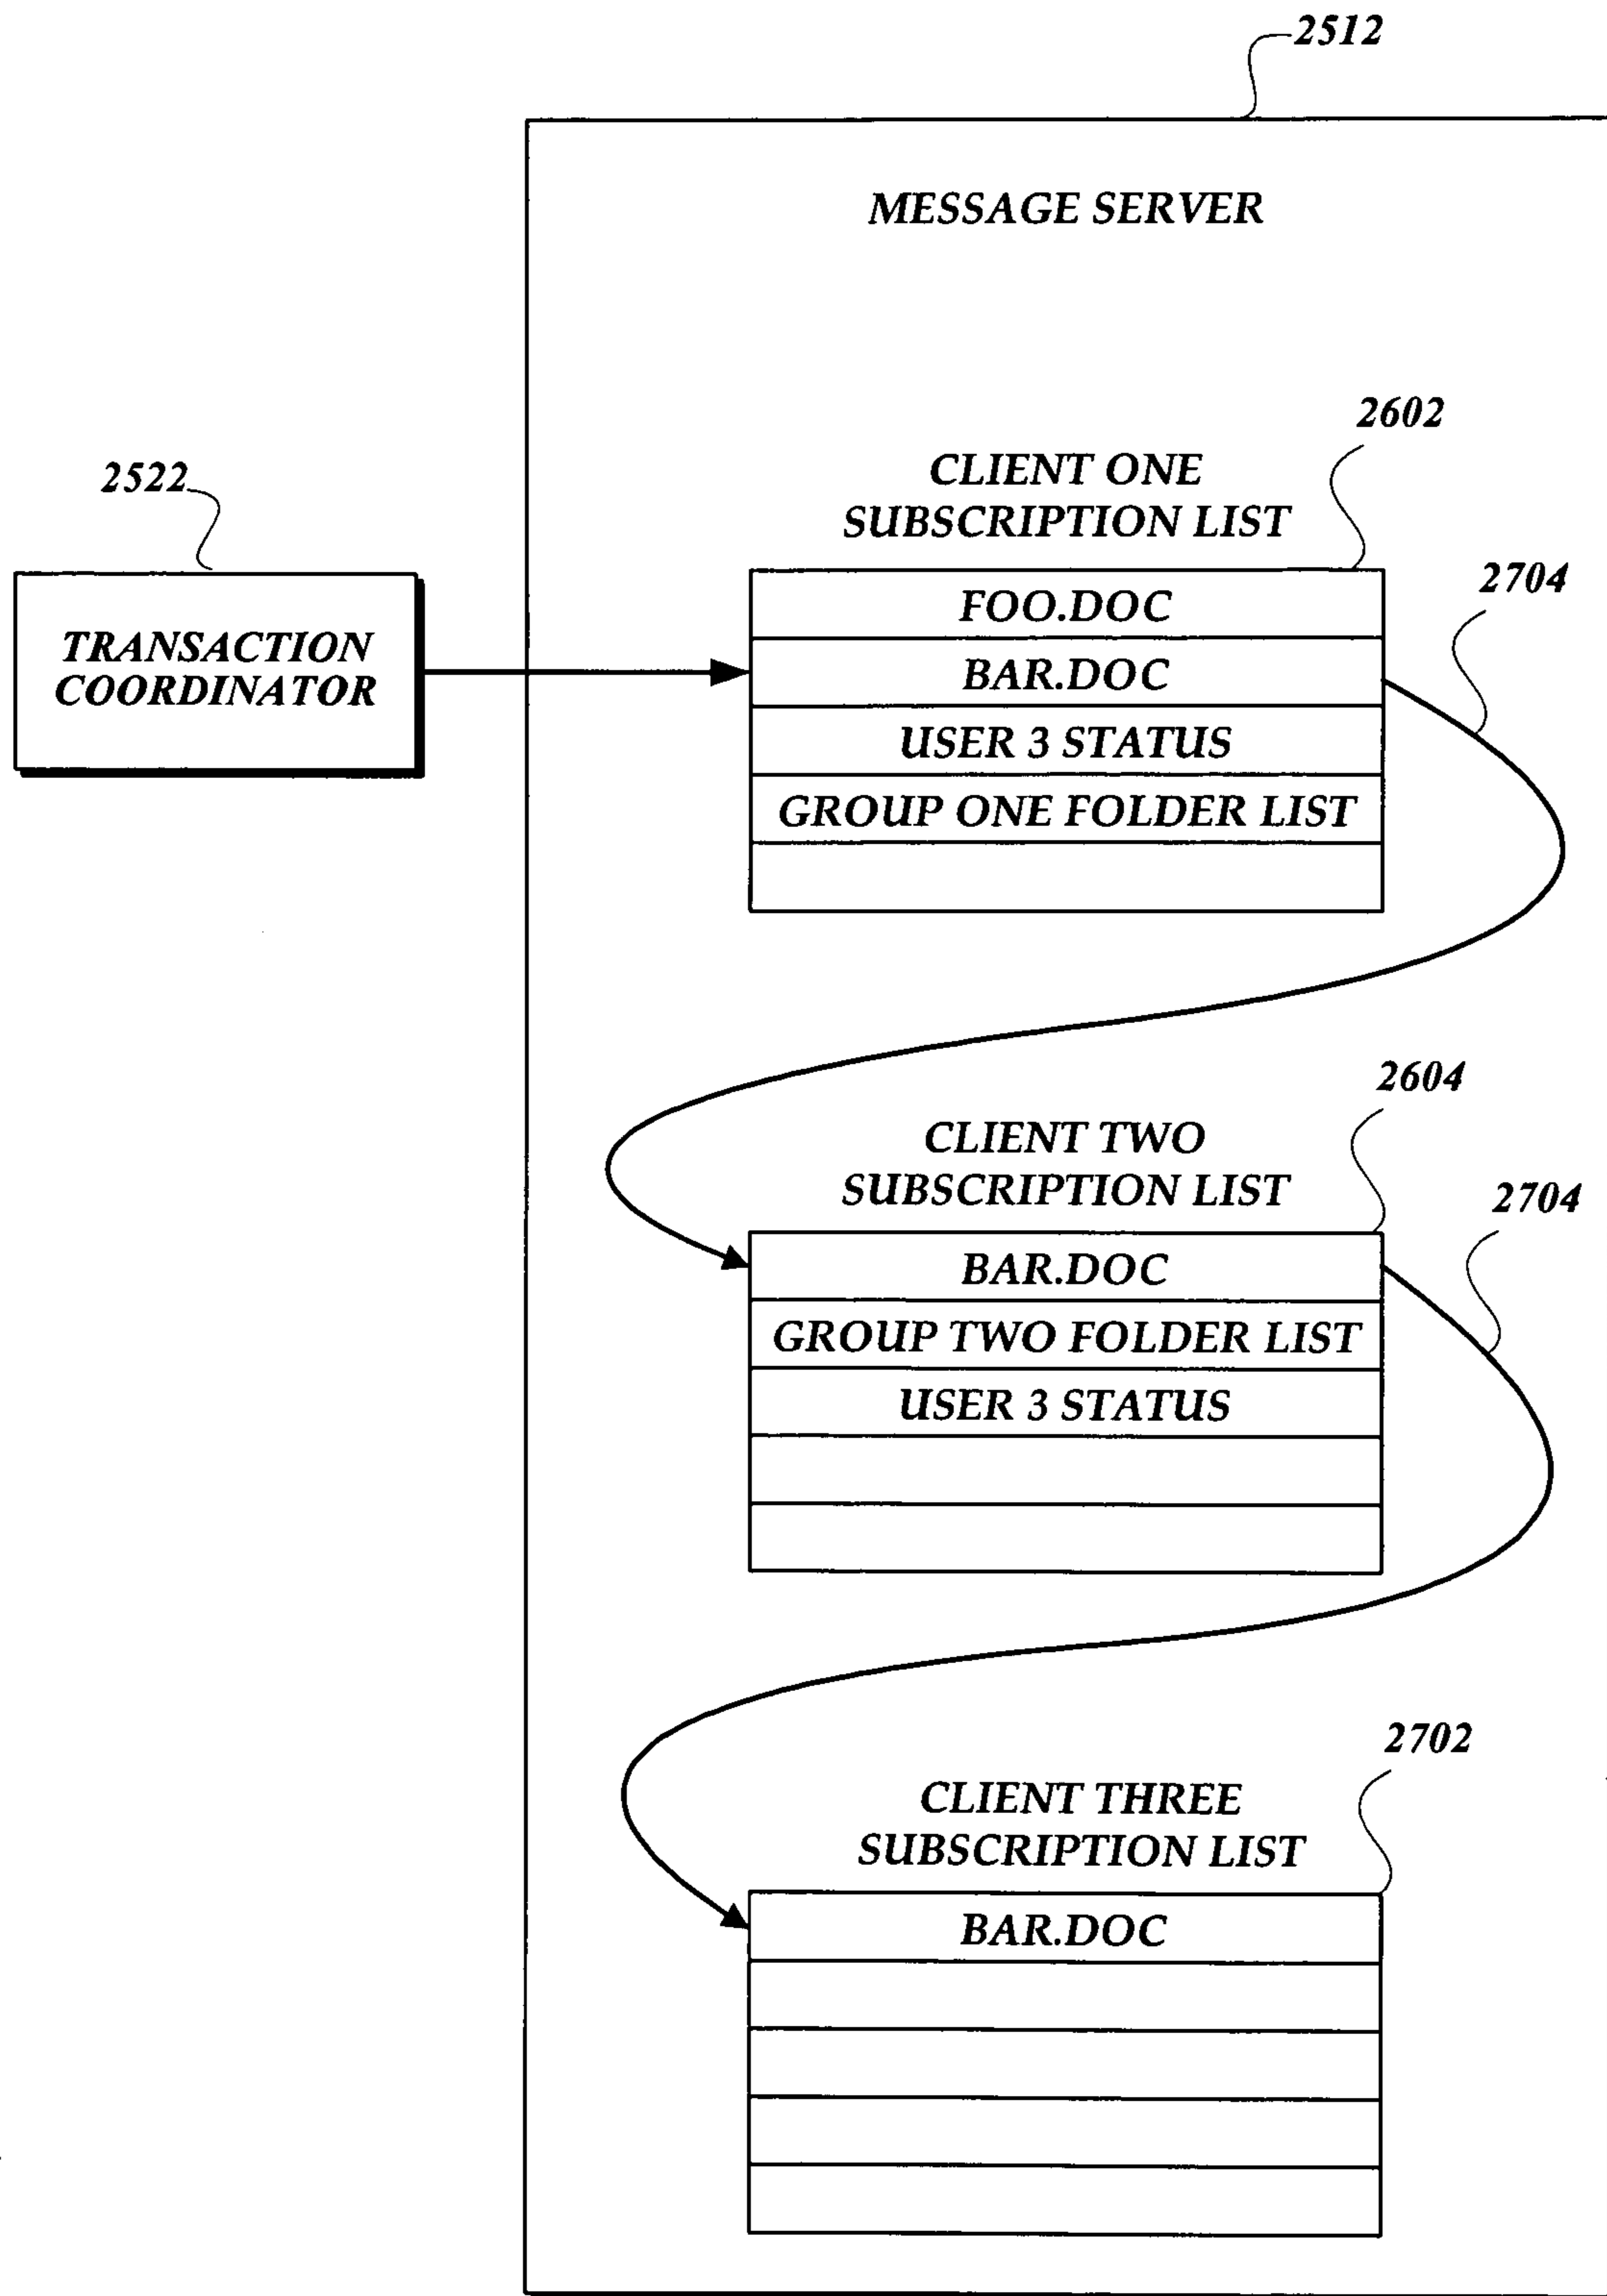 2512
MESSAGE SERVER
2602
CLIENT ONE
SUBSCRIPTION LIST
2522
2704
TRANSACTION
COORDINATOR
FOO.DOC
BAR.DOC
USER 3 STATUS
GROUP ONE FOLDER LIST
2604
CLIENT TWO
SUBSCRIPTION LIST
2704
BAR.DOC
GROUP TWO FOLDER LIST
USER 3 STATUS
2702
CLIENT THREE
SUBSCRIPTION LIST
BAR.DOC